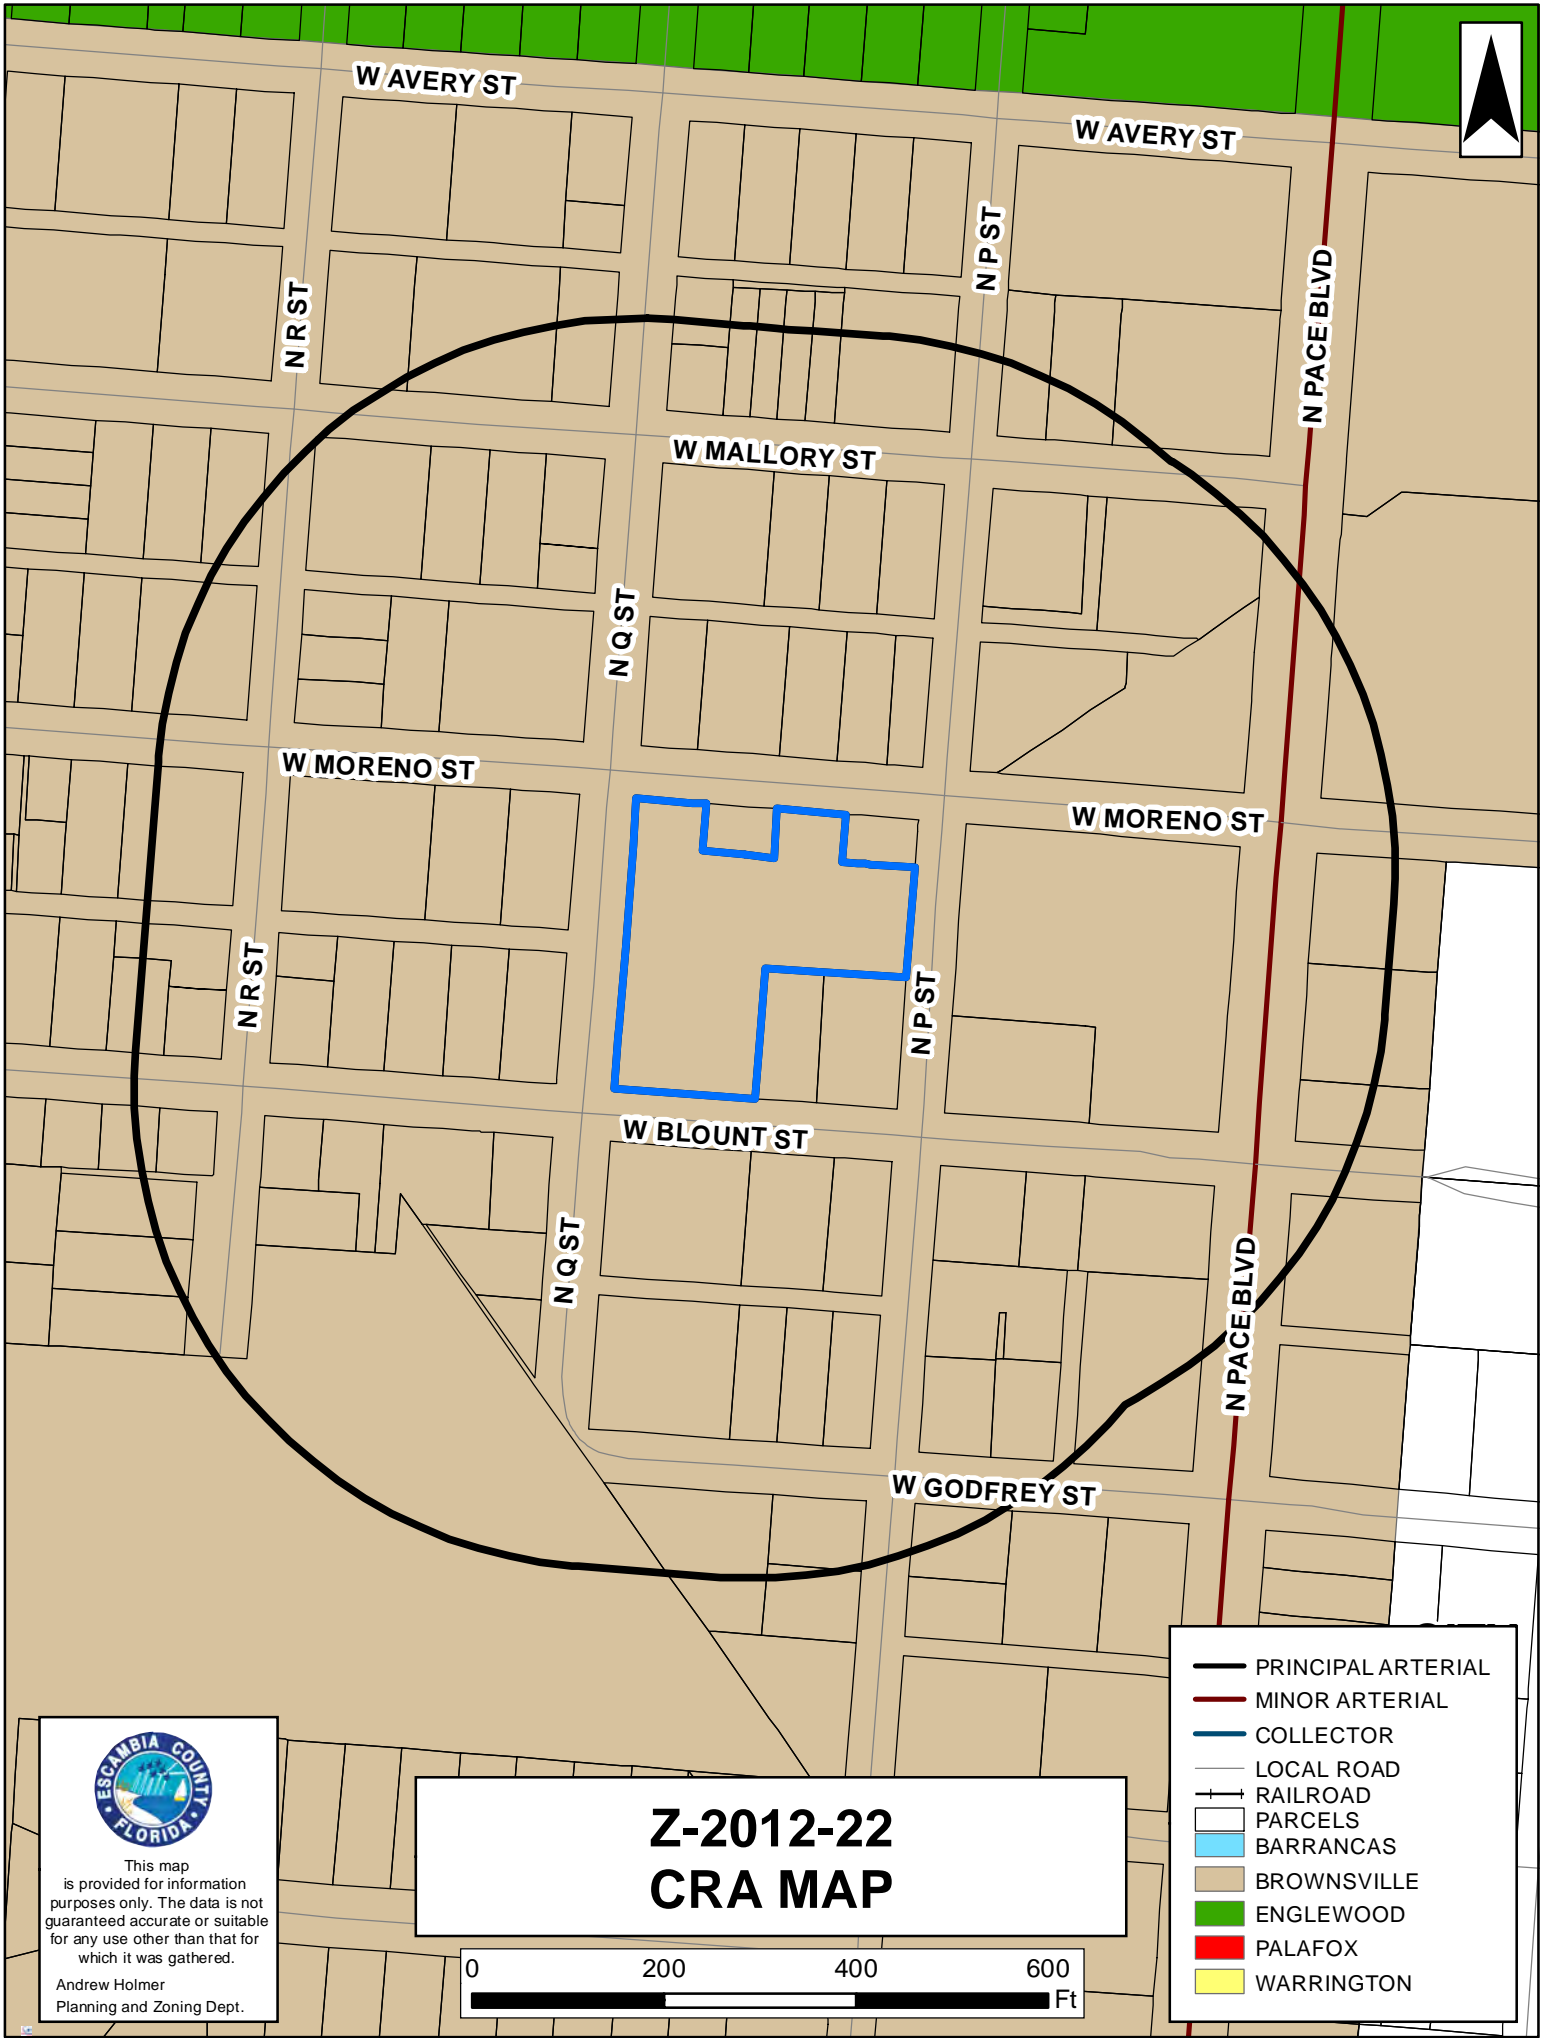 W AVERY ST
W AVERY ST
N P ST
N R ST
N PACE BLVD
W MALLORY ST
N Q ST
W MORENO ST
W MORENO ST
N R ST
N P ST
W BLOUNT ST
N Q ST
N PACE BLVD
W GODFREY ST
PRINCIPAL ARTERIAL
MINOR ARTERIAL
COLLECTOR
LOCAL ROAD
RAILROAD
PARCELS
BARRANCAS
BROWNSVILLE
ENGLEWOOD
PALAFOX
WARRINGTON
ESCAMBIA COUNTY
FLORIDA
This map
is provided for information
purposes only. The data is not
guaranteed accurate or suitable
for any use other than that for
which it was gathered.
Andrew Holmer
Planning and Zoning Dept.
Z-2012-22
CRA MAP
0 200 400 600
Ft